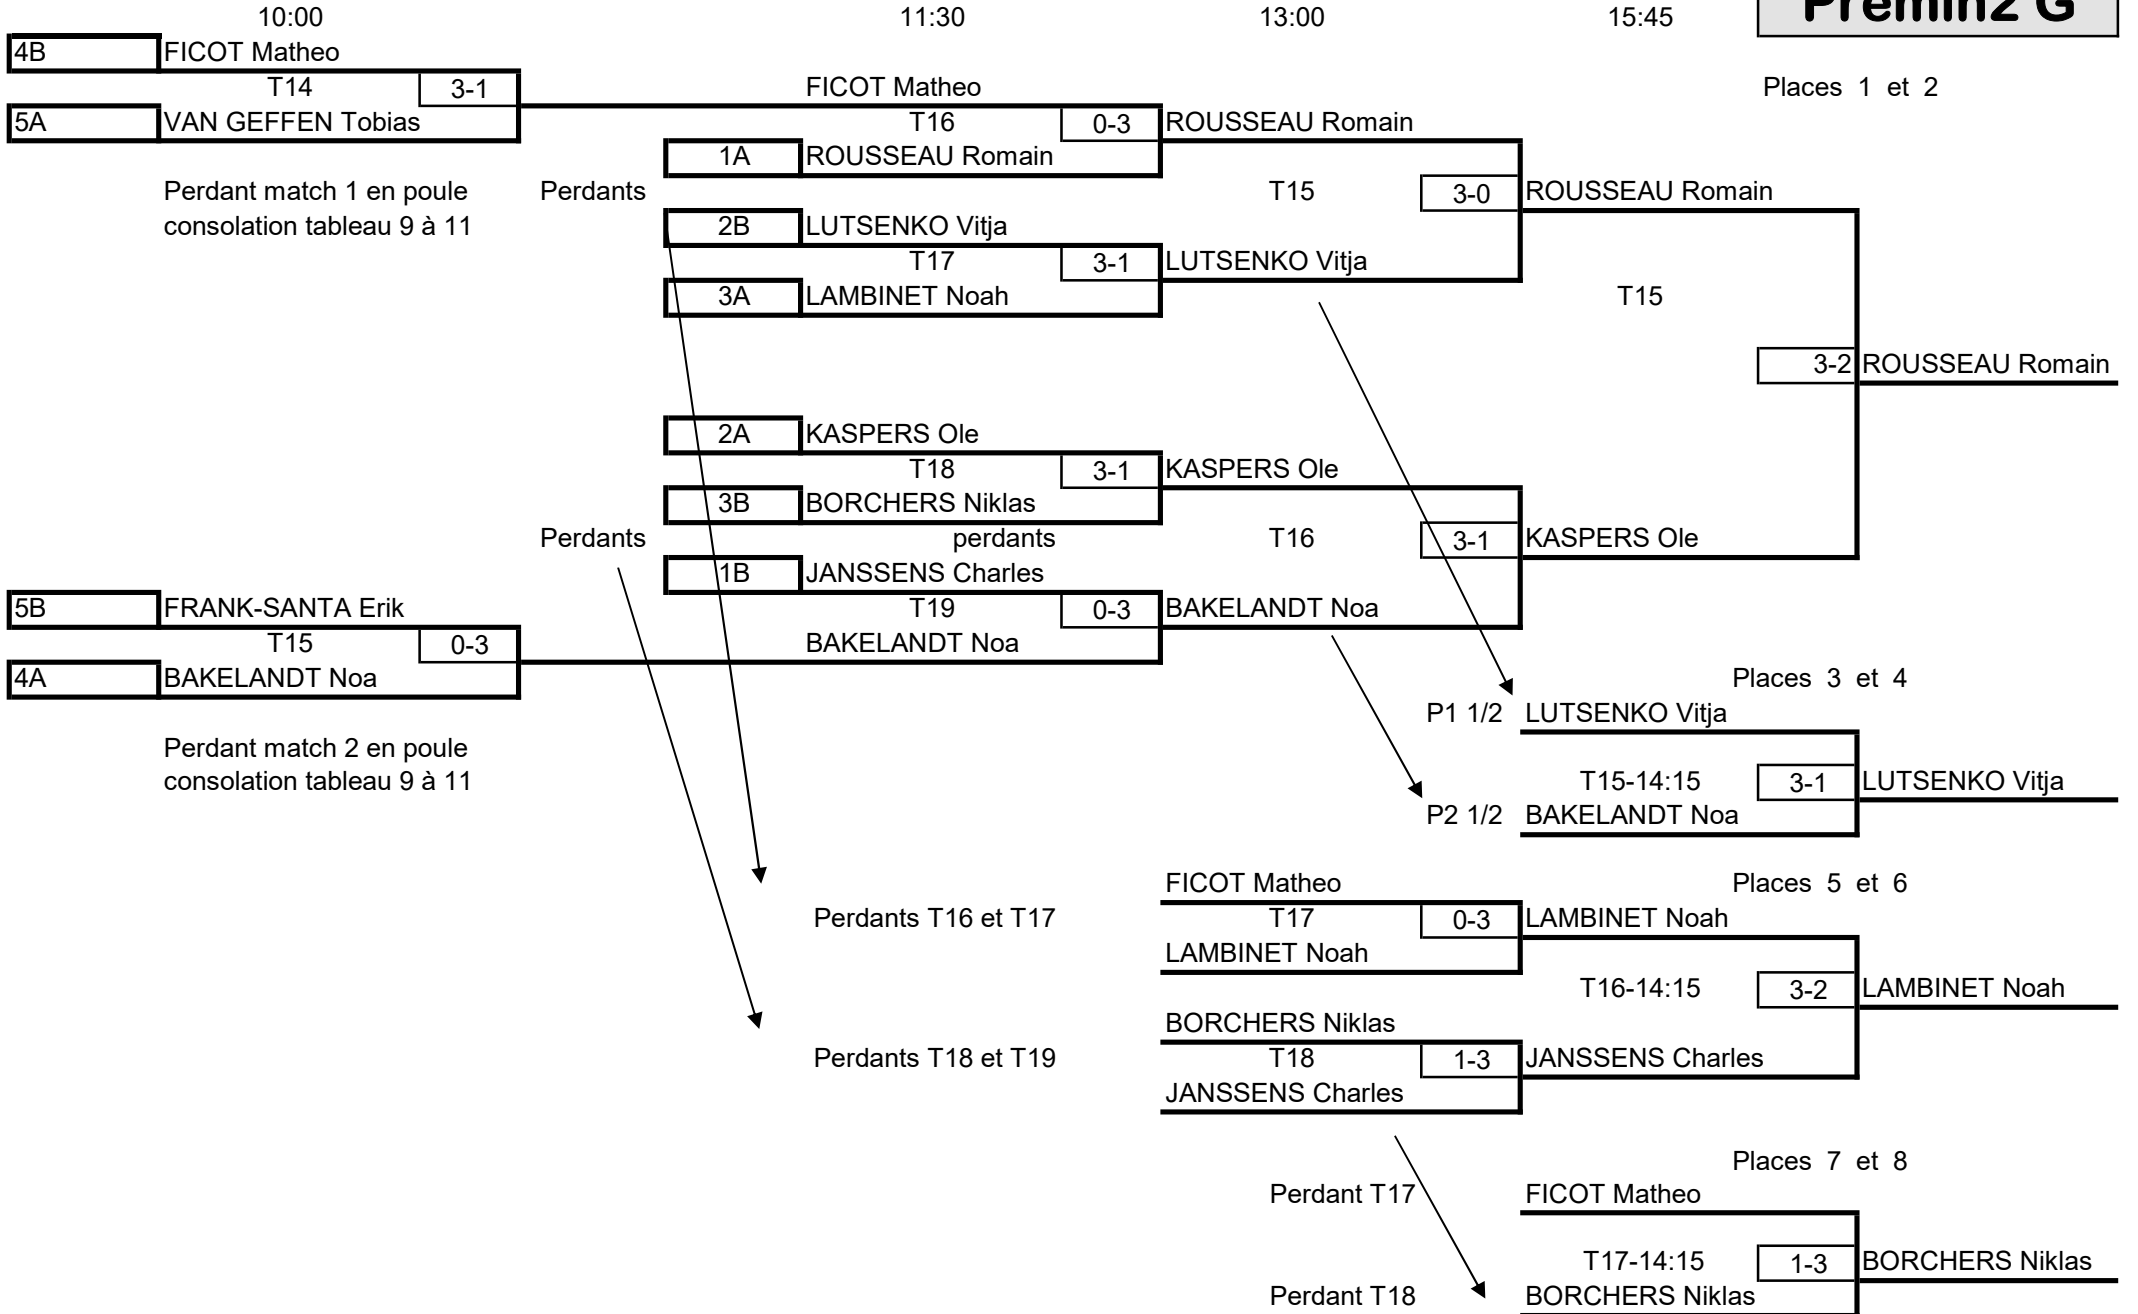 10:00 11:30 13:00 15:45 Premin2 G
4B FICOT Matheo
T14 3-1 FICOT Matheo Places 1 et 2
5A VAN GEFFEN Tobias T16 0-3 ROUSSEAU Romain
1A ROUSSEAU Romain
Perdant match 1 en poule Perdants T15 3-0 ROUSSEAU Romain
consolation tableau 9 à 11 2B LUTSENKO Vitja
T17 3-1 LUTSENKO Vitja
3A LAMBINET Noah T15
3-2 ROUSSEAU Romain
2A KASPERS Ole
T18 3-1 KASPERS Ole
3B BORCHERS Niklas
Perdants perdants T16 3-1 KASPERS Ole
1B JANSSENS Charles
5B FRANK-SANTA Erik T19 0-3 BAKELANDT Noa
T15 0-3 BAKELANDT Noa
4A BAKELANDT Noa Places 3 et 4
P1 1/2 LUTSENKO Vitja
Perdant match 2 en poule
consolation tableau 9 à 11 T15-14:15 3-1 LUTSENKO Vitja
P2 1/2 BAKELANDT Noa
FICOT Matheo Places 5 et 6
Perdants T16 et T17 T17 0-3 LAMBINET Noah
LAMBINET Noah
T16-14:15 3-2 LAMBINET Noah
BORCHERS Niklas
Perdants T18 et T19 T18 1-3 JANSSENS Charles
JANSSENS Charles
Places 7 et 8
Perdant T17 FICOT Matheo
T17-14:15 1-3 BORCHERS Niklas
Perdant T18 BORCHERS Niklas